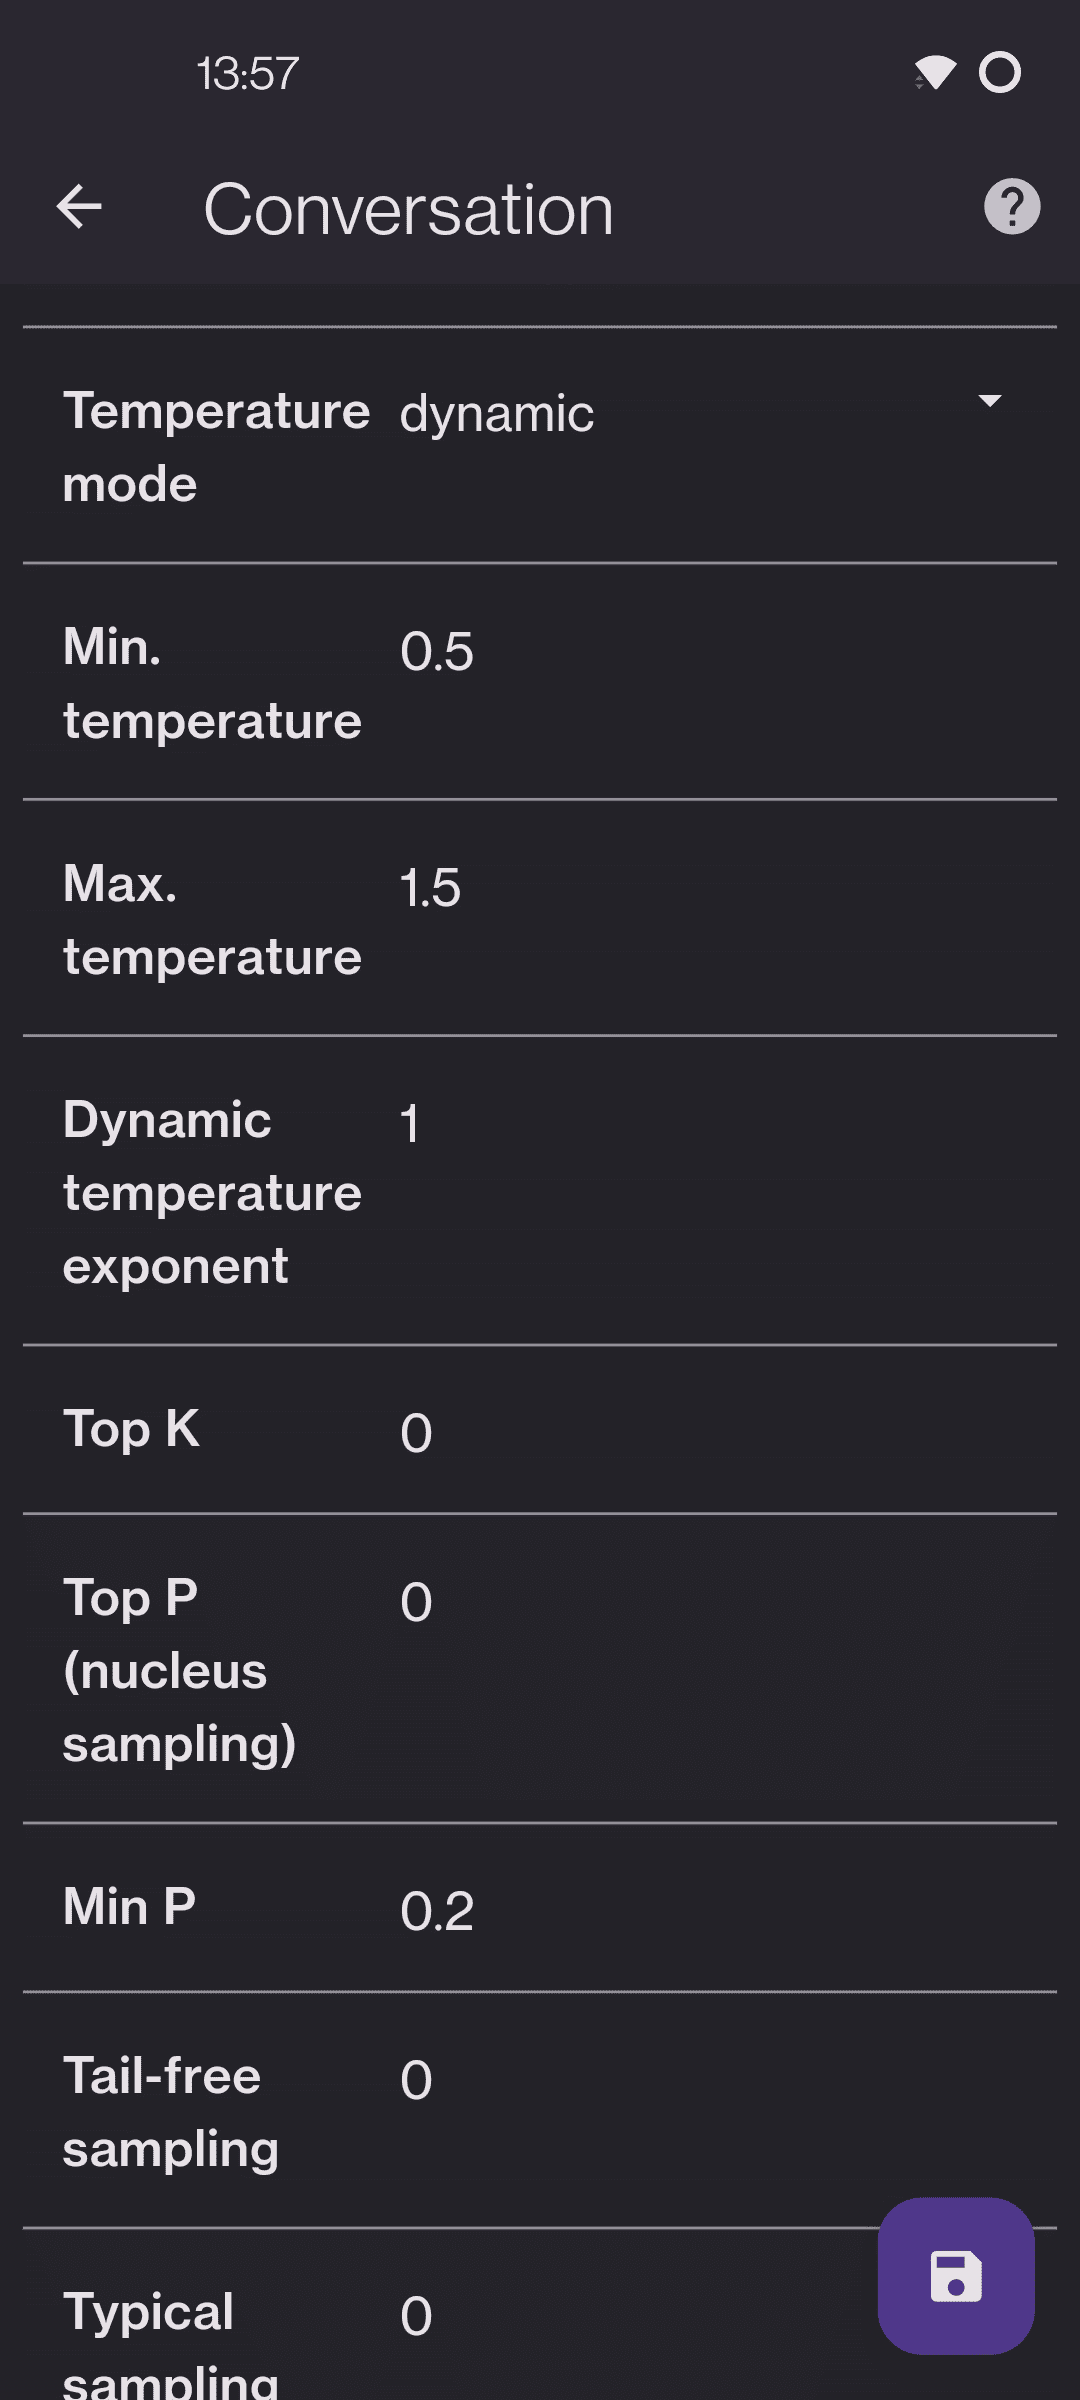 13:57
Conversation
Temperature dynamic
mode
Min. 0.5
temperature
Max. 1.5
temperature
Dynamic 1
temperature
exponent
Top K 0
Top P 0
(nucleus
sampling)
Min P 0.2
Tail-free 0
sampling
Typical 0
sampling